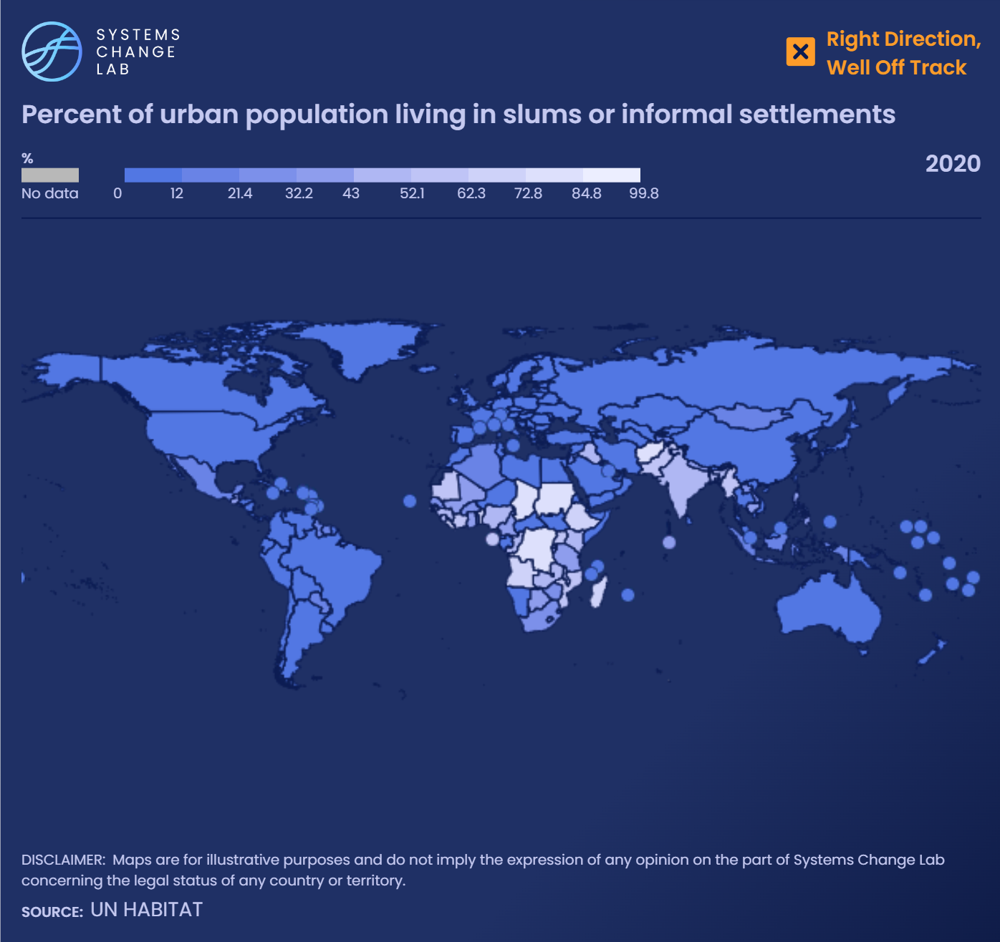 SYSTEMS
CHANGE
LAB
Right Direction,
Well Off Track
Percent of urban population living in slums or informal settlements
%
2020
No data 0 12 21.4 32.2 43 52.1 62.3 72.8 84.8 99.8
DISCLAIMER: Maps are for illustrative purposes and do not imply the expression of any opinion on the part of Systems Change Lab
concerning the legal status of any country or territory.
SOURCE: UN HABITAT